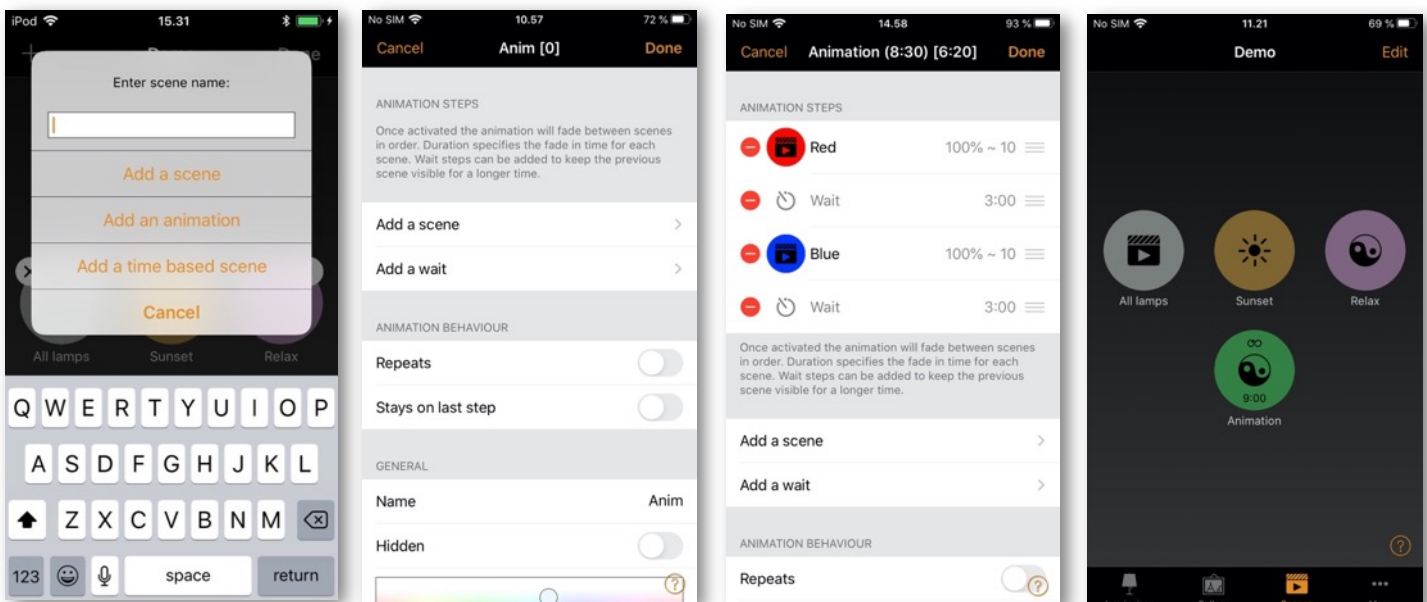 iPod 15.31
Done
Enter scene name:
Add a scene
Add an animation
Add a time based scene
Cancel
All lamps Sunset Relax
Q W E R T Y U I O P
A S D F G H J K L
Z X C V B N M
123 space return
No SIM 10.57 72 %
Cancel Anim [0] Done
ANIMATION STEPS
Once activated the animation will fade between scenes
in order. Duration specifies the fade in time for each
scene. Wait steps can be added to keep the previous
scene visible for a longer time.
Add a scene
Add a wait
ANIMATION BEHAVIOUR
Repeats
Stays on last step
GENERAL
Name Anim
Hidden
?
No SIM 14.58 93 %
Cancel Animation (8:30) [6:20] Done
ANIMATION STEPS
Red 100% ~ 10
Wait 3:00
Blue 100% ~ 10
Wait 3:00
Once activated the animation will fade between scenes
in order. Duration specifies the fade in time for each
scene. Wait steps can be added to keep the previous
scene visible for a longer time.
Add a scene
Add a wait
ANIMATION BEHAVIOUR
Repeats
?
No SIM 11.21 69 %
Demo Edit
All lamps Sunset Relax
∞
9:00
Animation
?